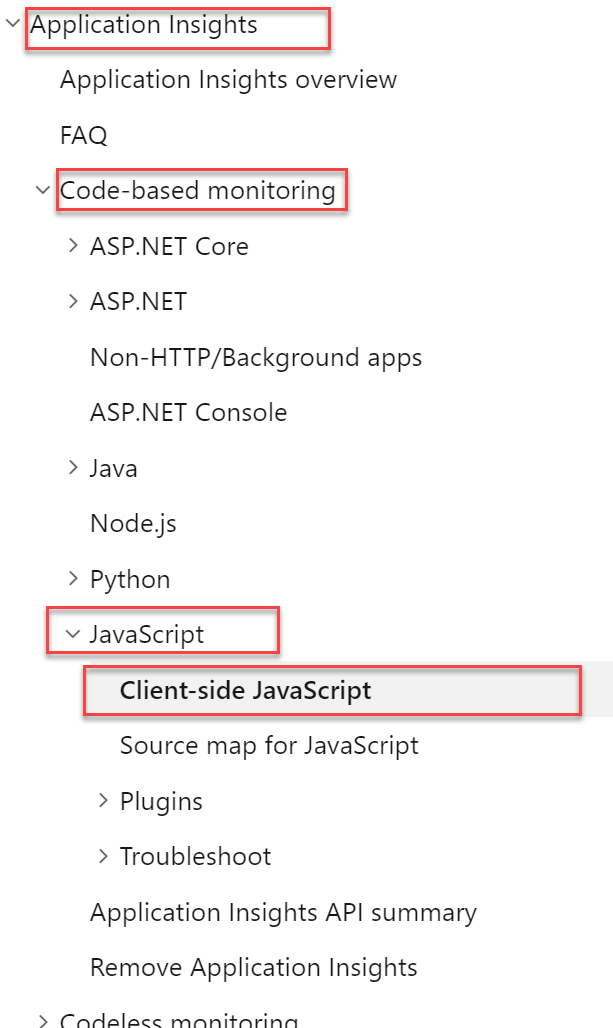 Application Insights
Application Insights overview
FAQ
Code-based monitoring
ASP.NET Core
ASP.NET
Non-HTTP/Background apps
ASP.NET Console
Java
Node.js
Python
JavaScript
Client-side JavaScript
Source map for JavaScript
Plugins
Troubleshoot
Application Insights API summary
Remove Application Insights
Codeless monitoring